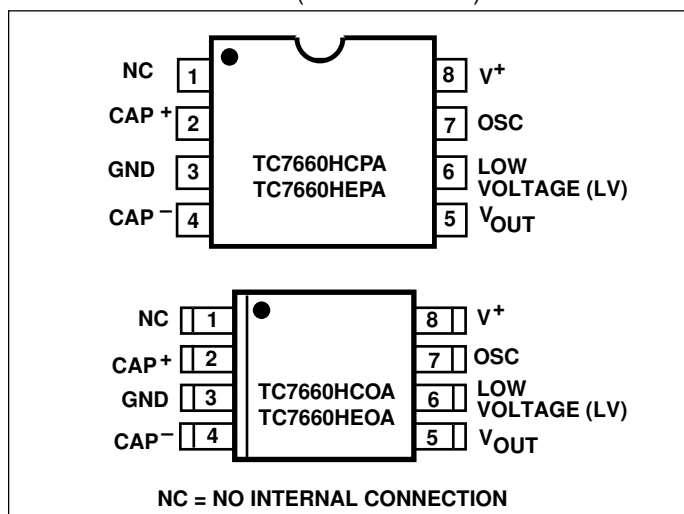 NC 1 8 V+
CAP + 2 7 OSC
GND 3 6 LOW VOLTAGE (LV)
CAP – 4 5 VOUT
TC7660HCPA
TC7660HEPA
NC 1 8 V+
CAP+ 2 7 OSC
GND 3 6 LOW VOLTAGE (LV)
CAP– 4 5 VOUT
TC7660HCOA
TC7660HEOA
NC = NO INTERNAL CONNECTION